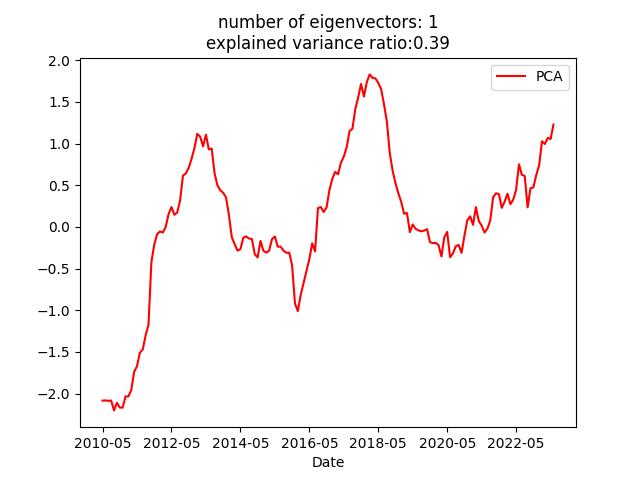 number of eigenvectors: 1
explained variance ratio:0.39
PCA
2.0
1.5
1.0
0.5
0.0
−0.5
−1.0
−1.5
−2.0
2010-05 2012-05 2014-05 2016-05 2018-05 2020-05 2022-05
Date